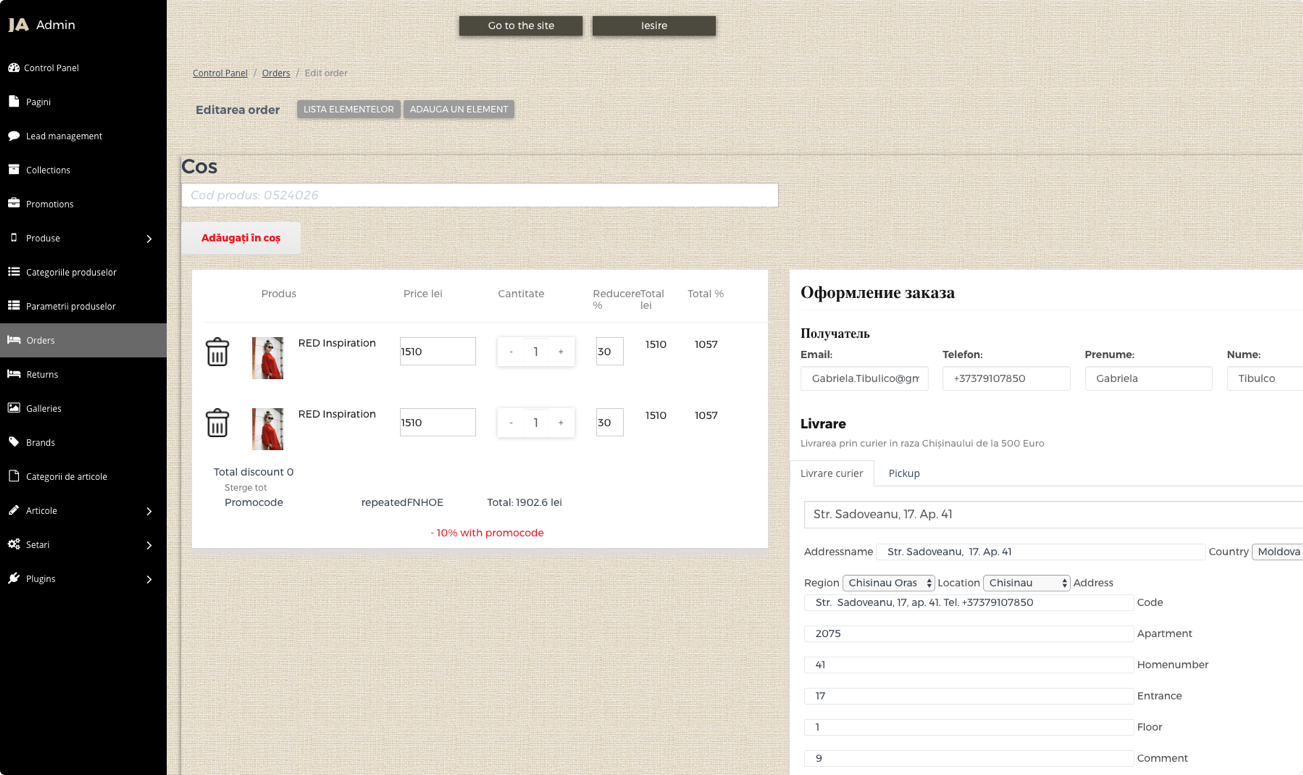 JA Admin
Go to the site
Iesire
Control Panel
Pagini
Lead management
Collections
Promotions
Produse
Categoriile produselor
Parametrii produselor
Orders
Returns
Galleries
Brands
Categorii de articole
Articole
Setari
Plugins
Control Panel / Orders / Edit order
Editarea order
LISTA ELEMENTELOR
ADAUGA UN ELEMENT
Cos
Cod produs: 0524026
Adăugați în coș
Produs Price lei Cantitate Reducere % Total lei Total %
RED Inspiration 1510 - 1 + 30 1510 1057
RED Inspiration 1510 - 1 + 30 1510 1057
Total discount 0
Sterge tot
Promocode repeatedFNHOE Total: 1902.6 lei
- 10% with promocode
Оформление заказа
Получатель
Email: Telefon: Prenume: Nume:
Gabriela.Tibulico@gm +37379107850 Gabriela Tibulco
Livrare
Livrarea prin curier in raza Chișinaului de la 500 Euro
Livrare curier Pickup
Str. Sadoveanu, 17. Ap. 41
Addressname Str. Sadoveanu, 17. Ap. 41 Country Moldova
Region Chisinau Oras Location Chisinau Address
Str. Sadoveanu, 17, ap. 41. Tel. +37379107850 Code
2075 Apartment
41 Homenumber
17 Entrance
1 Floor
9 Comment